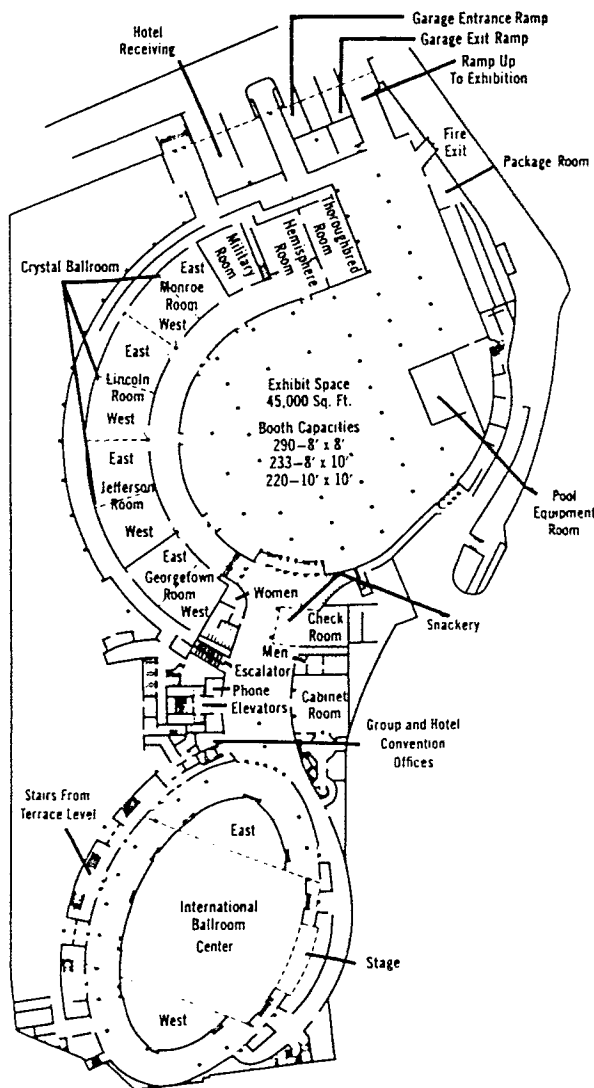 Garage Entrance Ramp
Garage Exit Ramp
Hotel
Receiving
Ramp Up
To Exhibition
Fire
Exit
Package Room
Thoroughbred
Room
Hemisphere
Room
Military
Room
Crystal Ballroom
East
Monroe
Room
West
East
Lincoln
Room
West
East
Jefferson
Room
West
Exhibit Space
45,000 Sq. Ft.
Booth Capacities
290–8' x 8'
233–8' x 10'
220–10' x 10'
Pool
Equipment
Room
East
Georgetown
Room
West
Women
Check
Room
Snackery
Men
Escalator
Phone
Elevators
Cabinet
Room
Group and Hotel
Convention
Offices
Stairs From
Terrace Level
East
International
Ballroom
Center
Stage
West